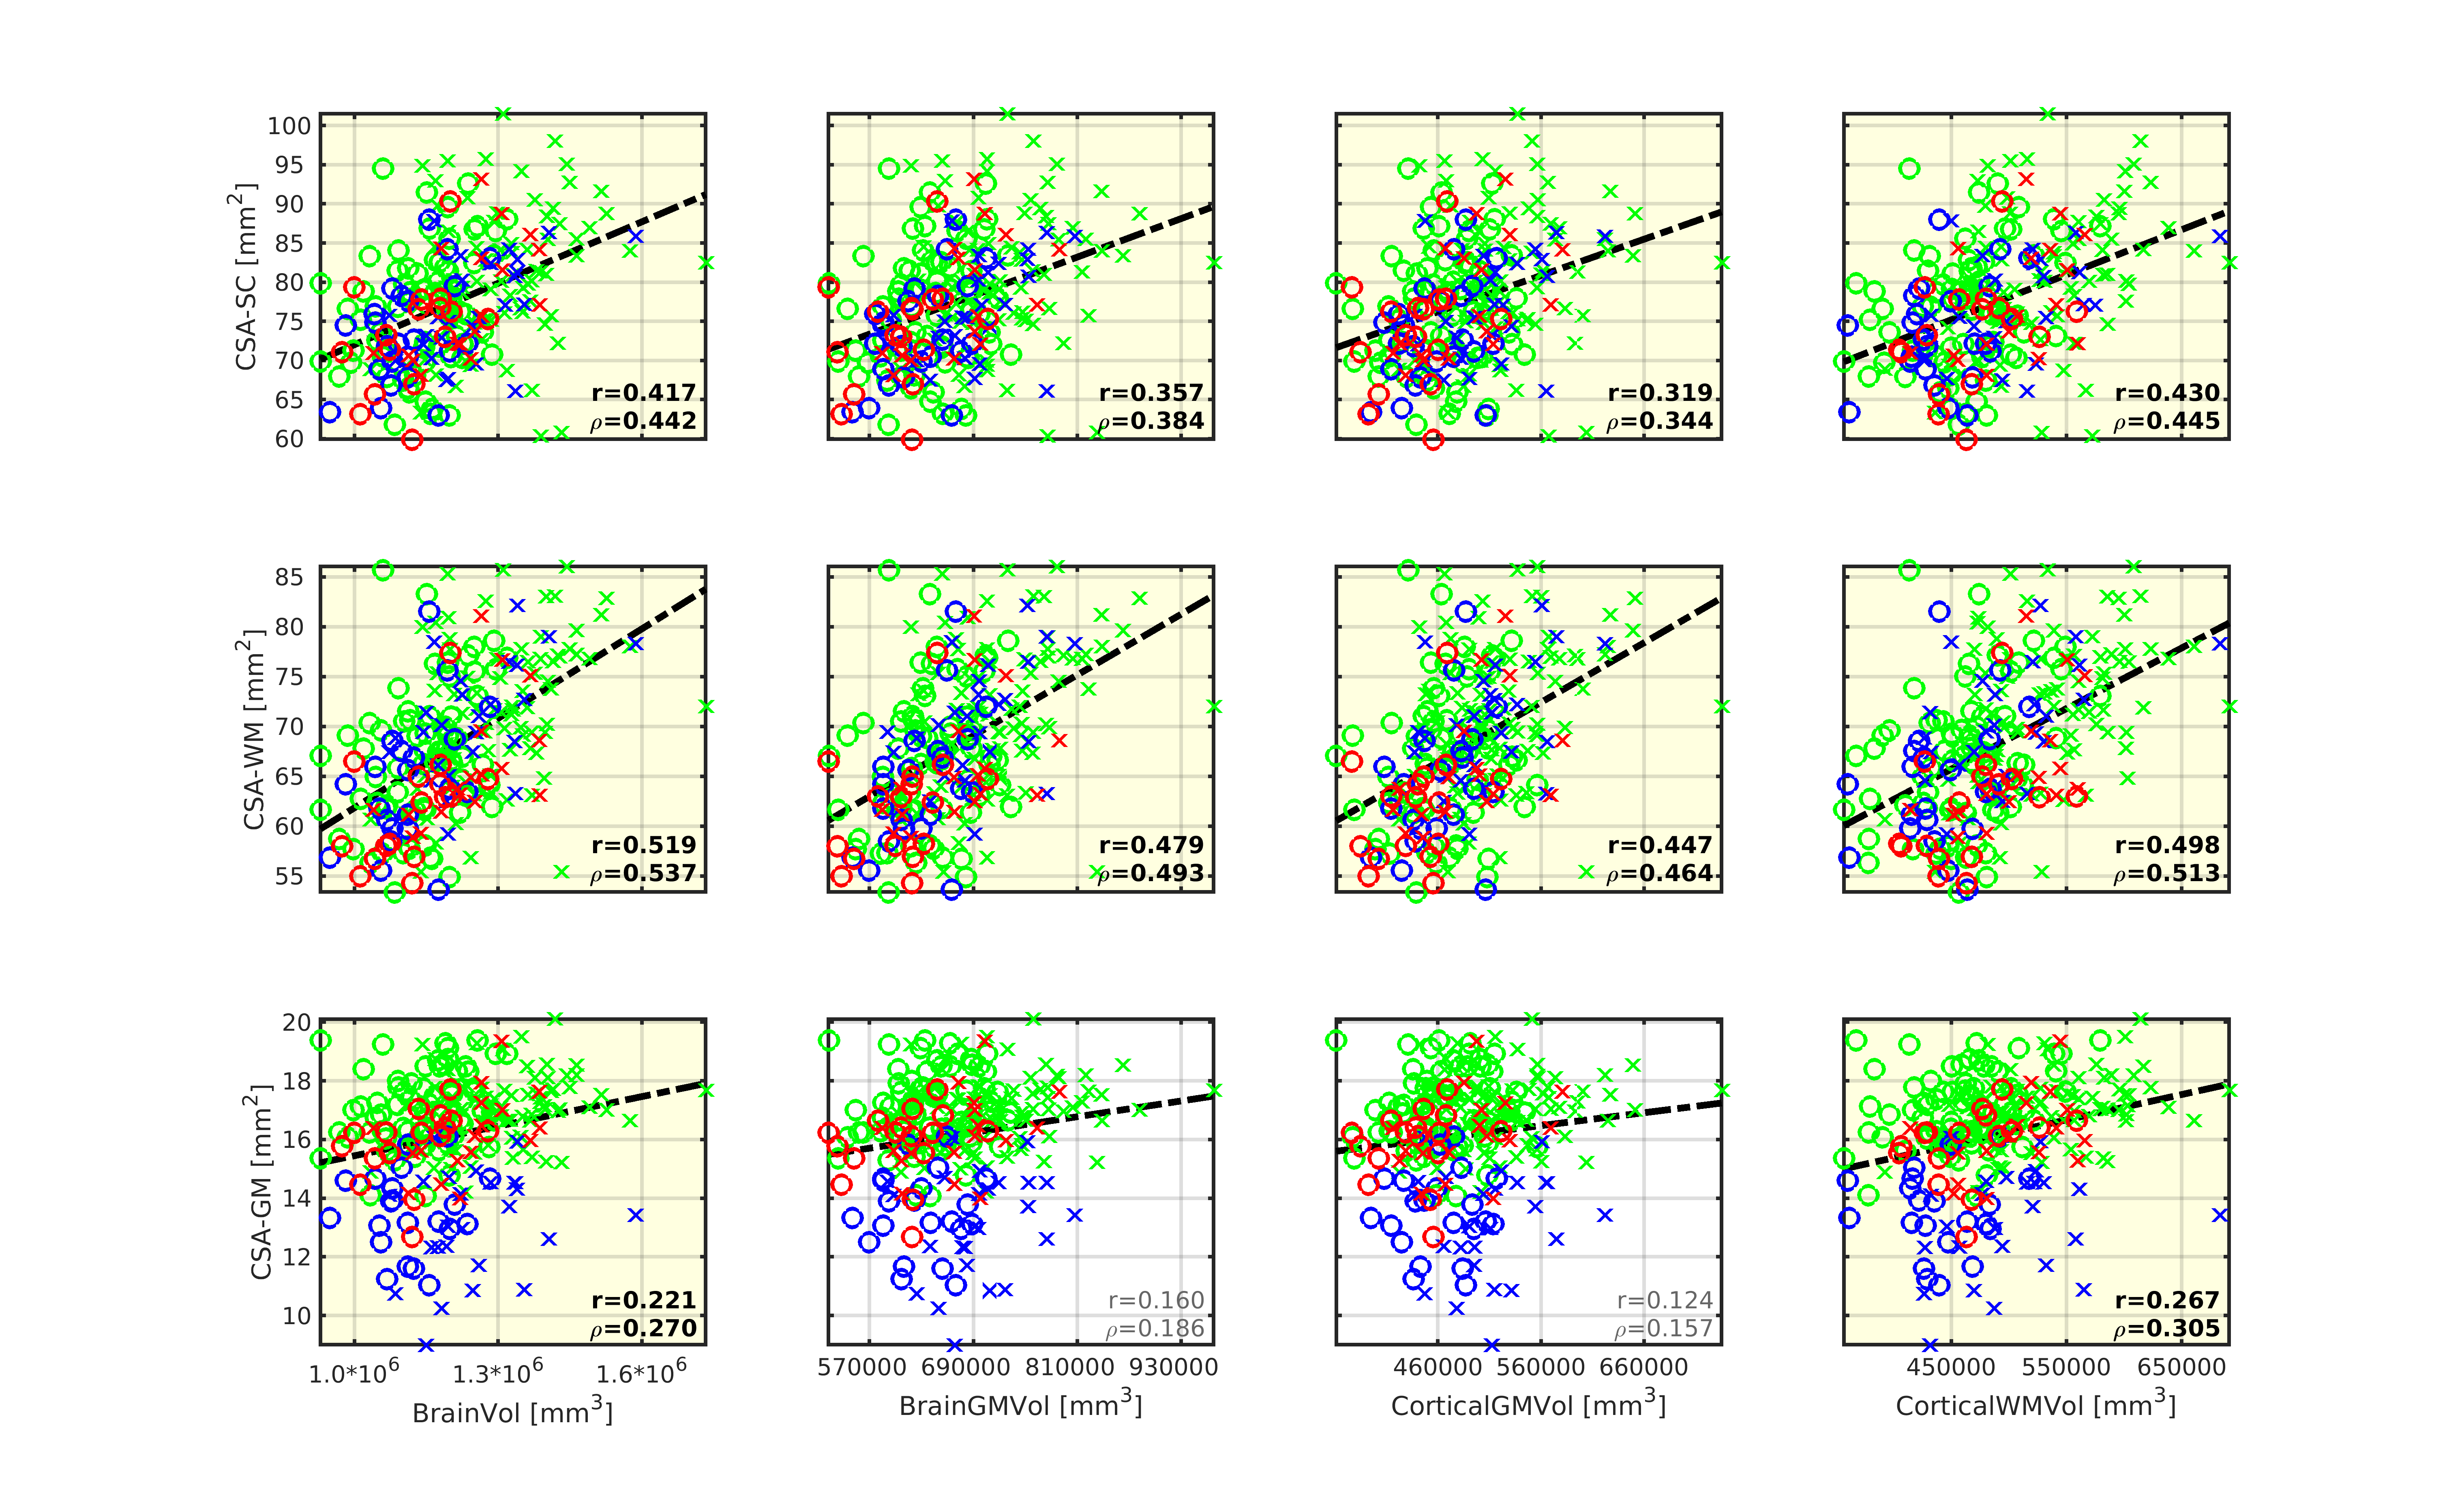 CSA-SC [mm²]
100
95
90
85
80
75
70
65
60
r=0.417
ρ=0.442
r=0.357
ρ=0.384
r=0.319
ρ=0.344
r=0.430
ρ=0.445
CSA-WM [mm²]
85
80
75
70
65
60
55
r=0.519
ρ=0.537
r=0.479
ρ=0.493
r=0.447
ρ=0.464
r=0.498
ρ=0.513
CSA-GM [mm²]
20
18
16
14
12
10
r=0.221
ρ=0.270
r=0.160
ρ=0.186
r=0.124
ρ=0.157
r=0.267
ρ=0.305
1.0*10⁶ 1.3*10⁶ 1.6*10⁶
BrainVol [mm³]
570000 690000 810000 930000
BrainGMVol [mm³]
460000 560000 660000
CorticalGMVol [mm³]
450000 550000 650000
CorticalWMVol [mm³]